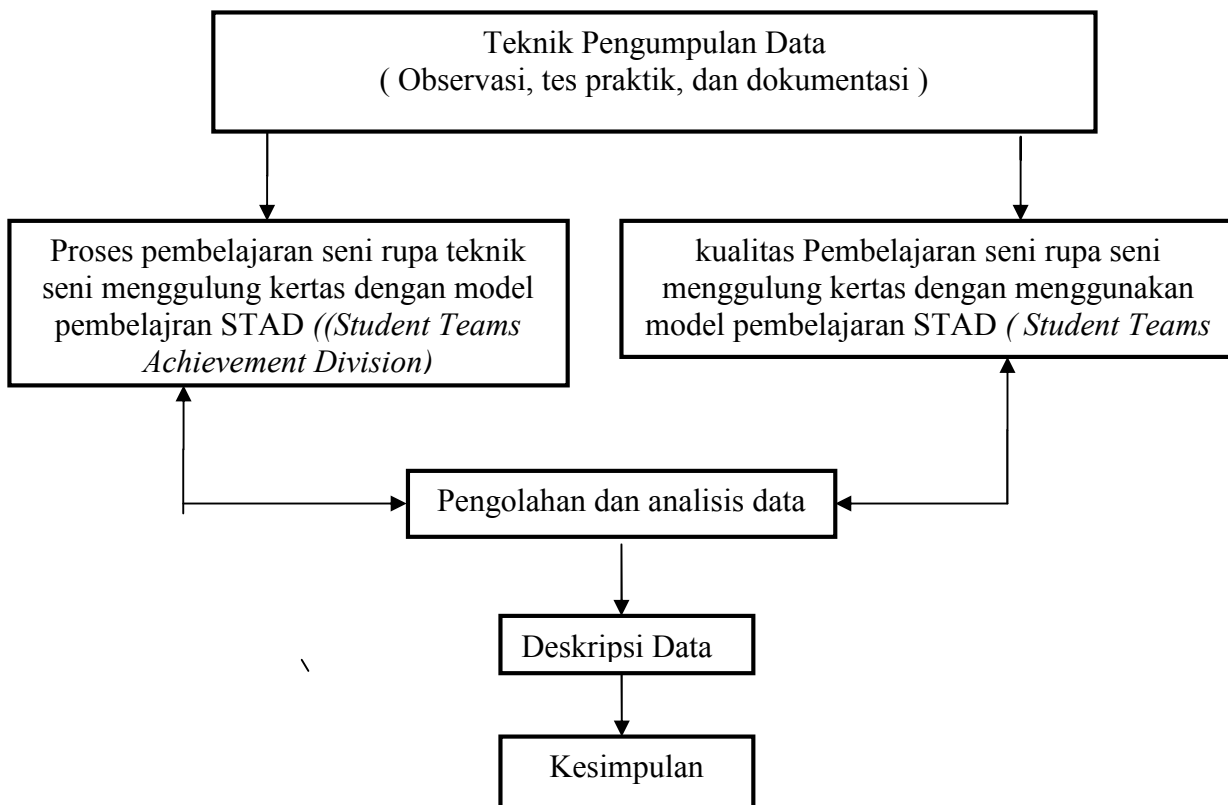 Teknik Pengumpulan Data
( Observasi, tes praktik, dan dokumentasi )
Proses pembelajaran seni rupa teknik
seni menggulung kertas dengan model
pembelajran STAD ((Student Teams
Achievement Division)
kualitas Pembelajaran seni rupa seni
menggulung kertas dengan menggunakan
model pembelajaran STAD ( Student Teams
Pengolahan dan analisis data
Deskripsi Data
\
Kesimpulan